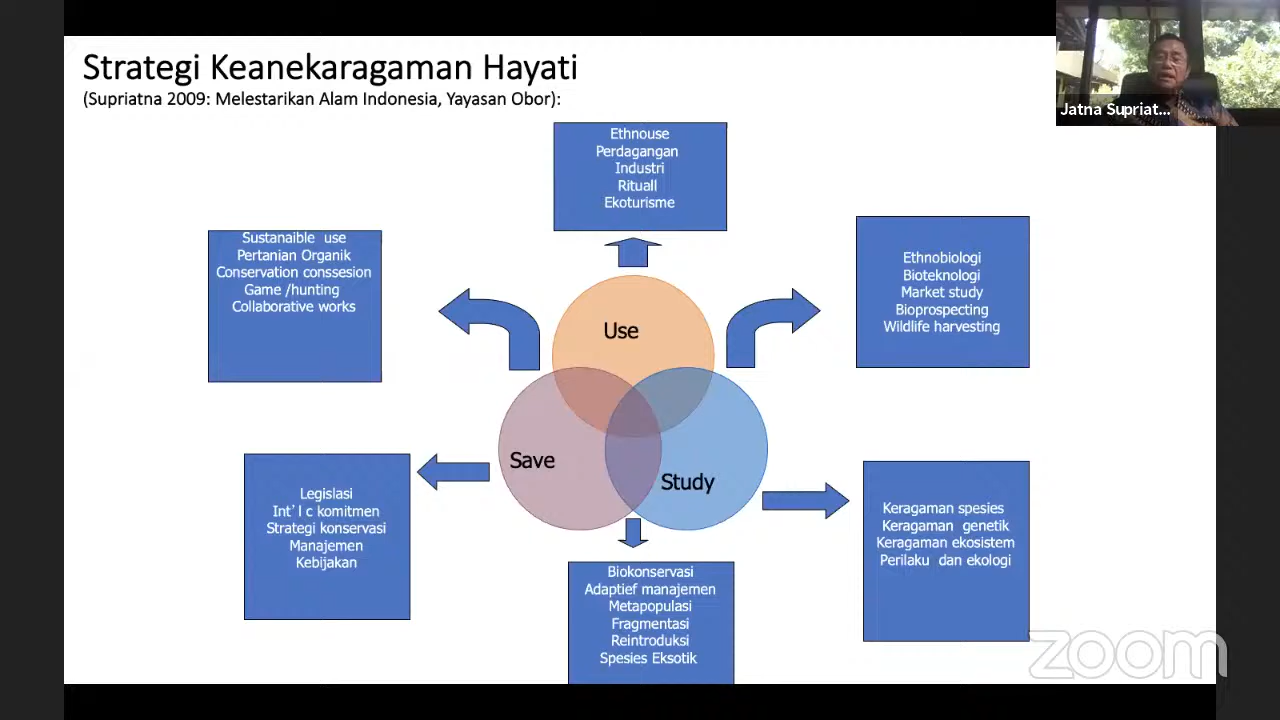 Strategi Keanekaragaman Hayati
(Supriatna 2009: Melestarikan Alam Indonesia, Yayasan Obor):
Jatna Supriat...
Ethnouse
Perdagangan
Industri
Rituall
Ekoturisme
Sustanaible use
Pertanian Organik
Conservation conssesion
Game /hunting
Collaborative works
Ethnobiologi
Bioteknologi
Market study
Bioprospecting
Wildlife harvesting
Use
Save
Study
Legislasi
Int'l c komitmen
Strategi konservasi
Manajemen
Kebijakan
Keragaman spesies
Keragaman genetik
Keragaman ekosistem
Perilaku dan ekologi
Biokonservasi
Adaptief manajemen
Metapopulasi
Fragmentasi
Reintroduksi
Spesies Eksotik
zoom